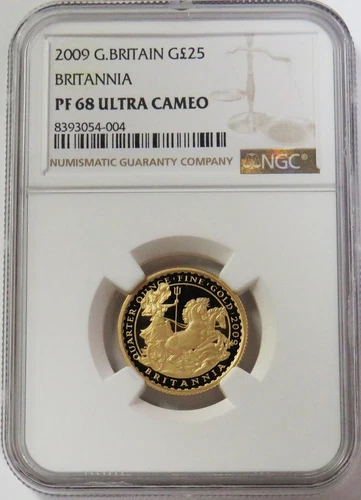 2009 G.BRITAIN G£25
BRITANNIA
PF 68 ULTRA CAMEO
8393054-004
NUMISMATIC GUARANTY COMPANY
NGC
QUARTER · OUNCE · FINE · GOLD · 2009
BRITANNIA